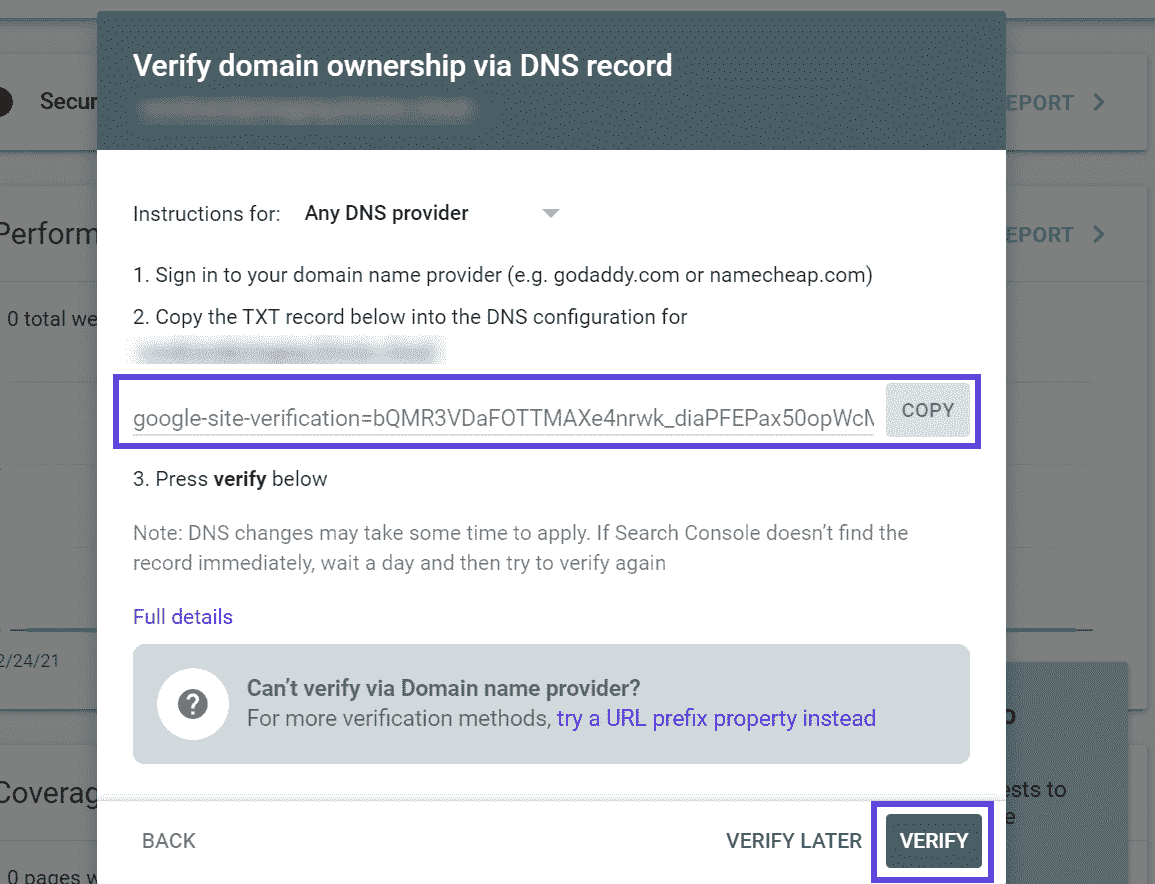 Verify domain ownership via DNS record
Secur
EPORT
Instructions for: Any DNS provider
Perform
EPORT
1. Sign in to your domain name provider (e.g. godaddy.com or namecheap.com)
0 total we
2. Copy the TXT record below into the DNS configuration for
google-site-verification=bQMR3VDaFOTTMAXe4nrwk_diaPFEPax50opWcM
COPY
3. Press verify below
Note: DNS changes may take some time to apply. If Search Console doesn’t find the
record immediately, wait a day and then try to verify again
Full details
2/24/21
Can’t verify via Domain name provider?
For more verification methods, try a URL prefix property instead
Coverag
ests to
e
BACK
VERIFY LATER
VERIFY
0 pages w